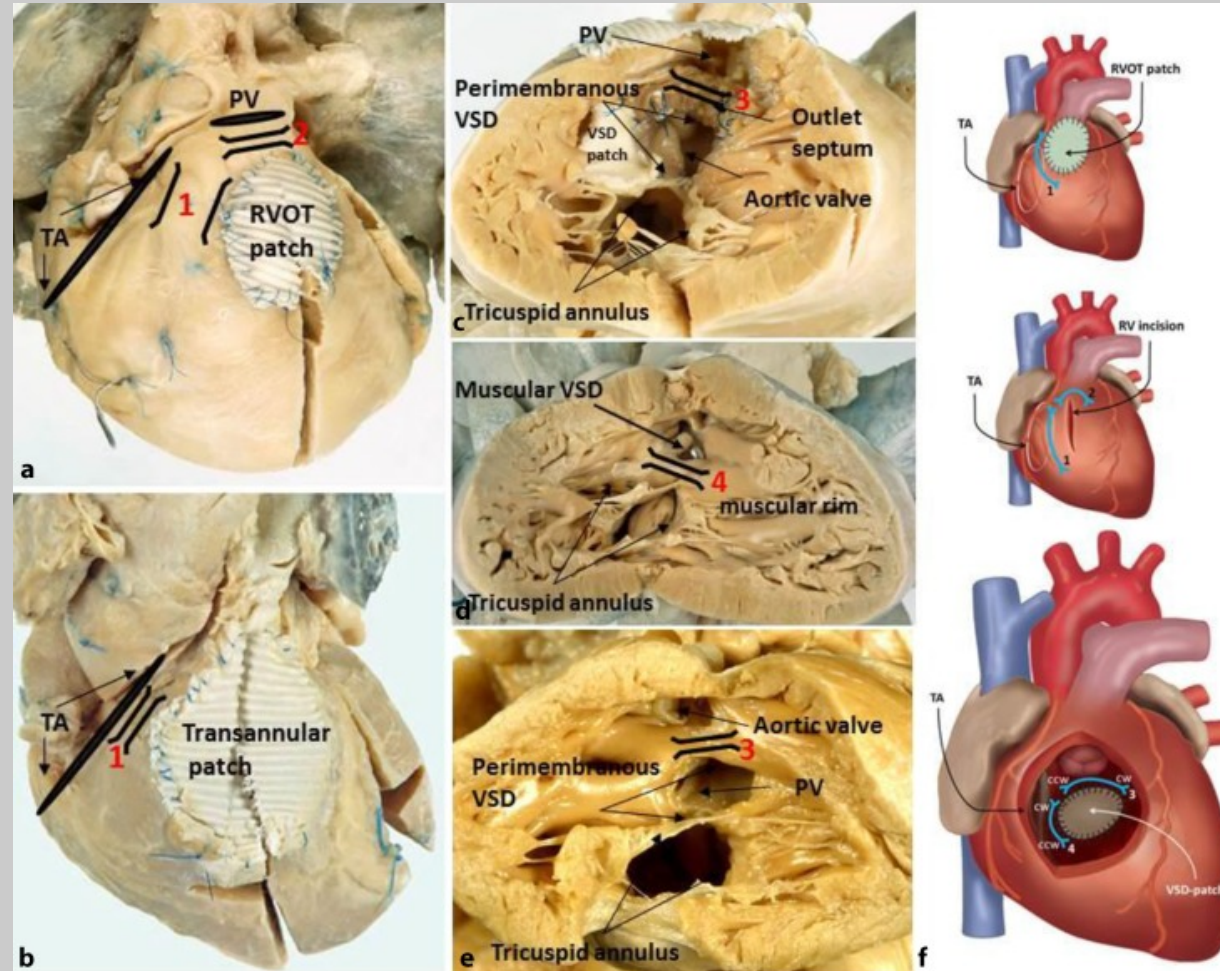 PV
2
1
RVOT
patch
TA
a
TA
1
Transannular
patch
b
PV
Perimembranous
VSD
3
VSD
patch
Outlet
septum
Aortic valve
Tricuspid annulus
c
Muscular VSD
4
muscular rim
Tricuspid annulus
d
Aortic valve
3
Perimembranous
VSD
PV
Tricuspid annulus
e
RVOT patch
TA
1
RV incision
TA
2
1
TA
CCW
CW
3
CW
CCW
4
VSD-patch
f